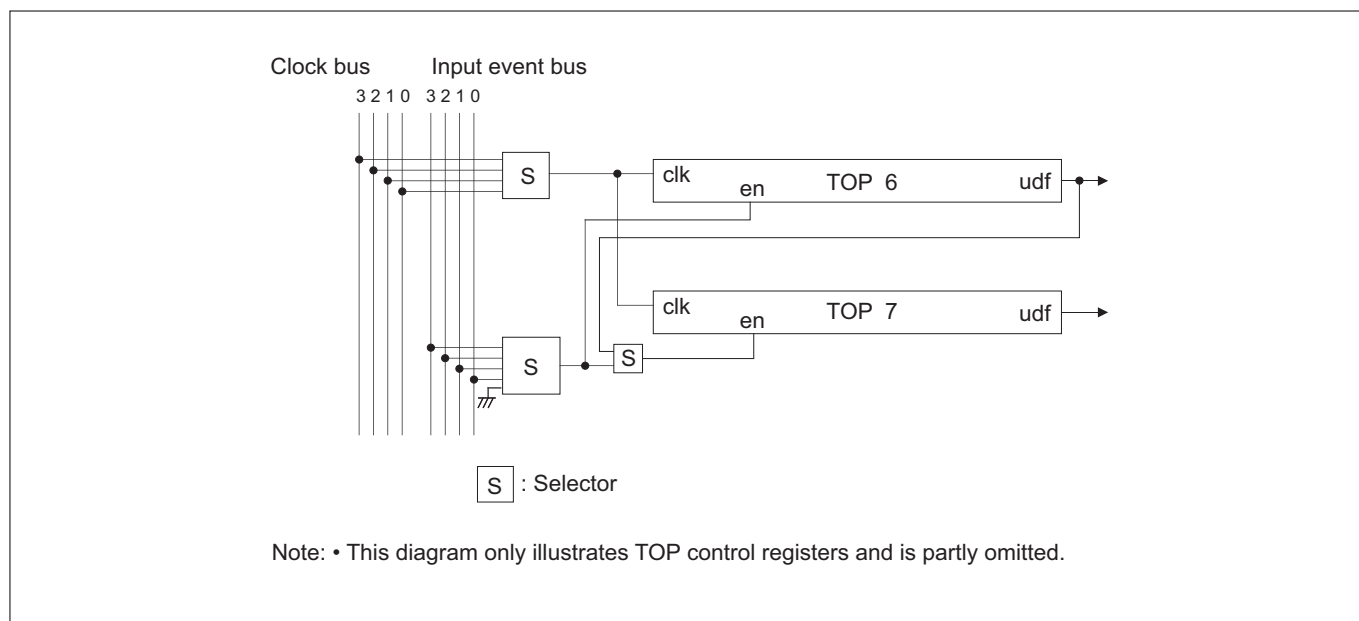 Clock bus Input event bus
3 2 1 0 3 2 1 0
S
clk en TOP 6 udf
clk en TOP 7 udf
S
S
S : Selector
Note: • This diagram only illustrates TOP control registers and is partly omitted.